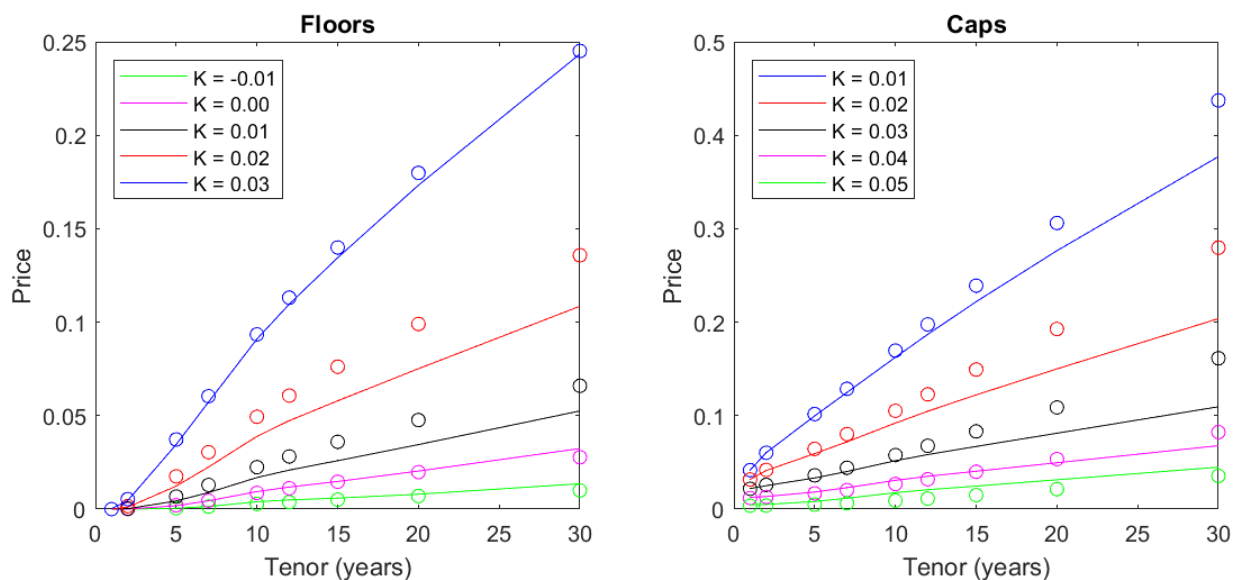 Floors
Price
0.25
0.2
0.15
0.1
0.05
0
K = -0.01
K = 0.00
K = 0.01
K = 0.02
K = 0.03
0 5 10 15 20 25 30
Tenor (years)
Caps
Price
0.5
0.4
0.3
0.2
0.1
0
K = 0.01
K = 0.02
K = 0.03
K = 0.04
K = 0.05
0 5 10 15 20 25 30
Tenor (years)